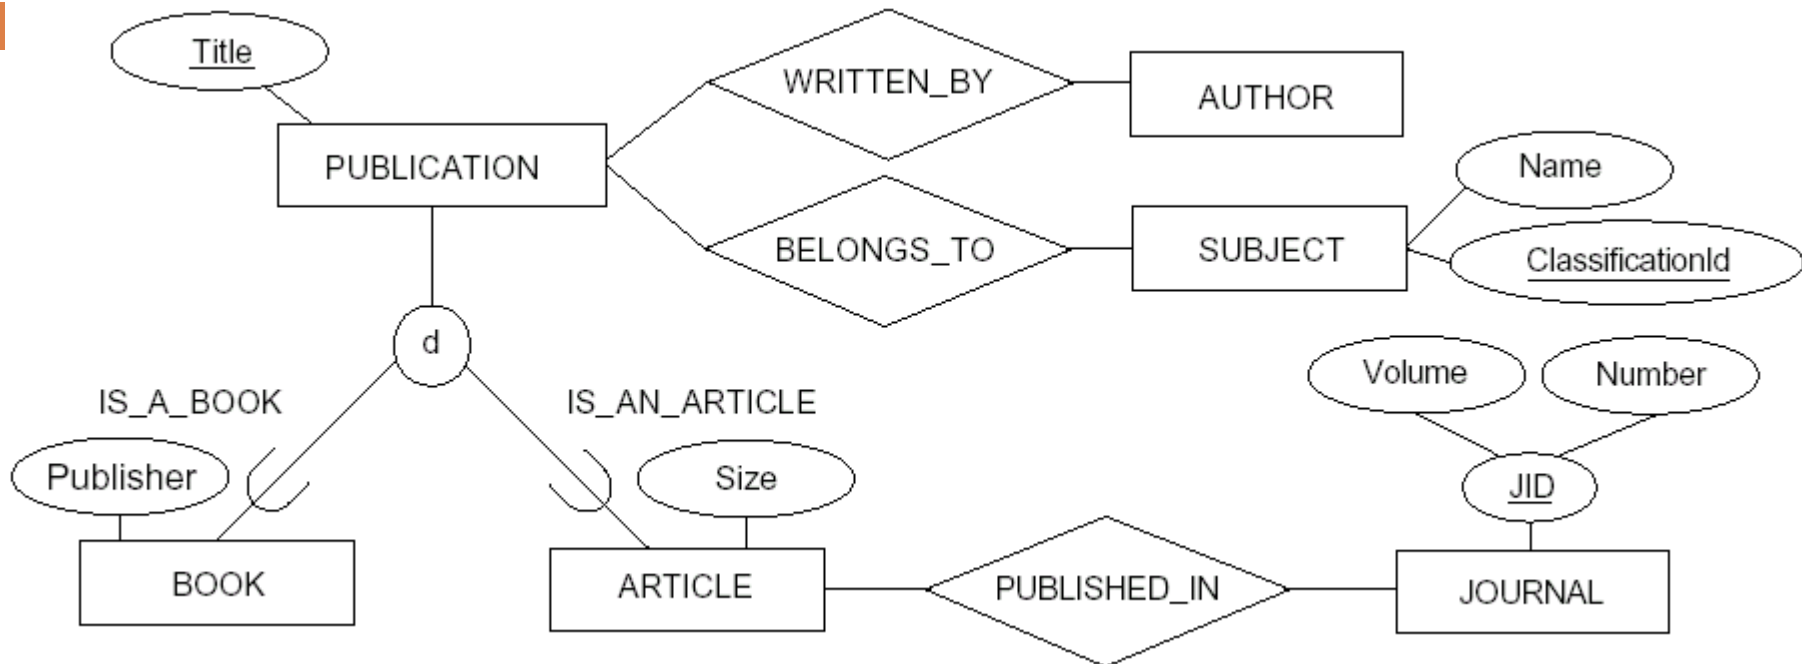 Title
WRITTEN_BY
AUTHOR
PUBLICATION
Name
BELONGS_TO
SUBJECT
ClassificationId
d
Volume
Number
IS_A_BOOK
IS_AN_ARTICLE
Publisher
Size
JID
BOOK
ARTICLE
PUBLISHED_IN
JOURNAL